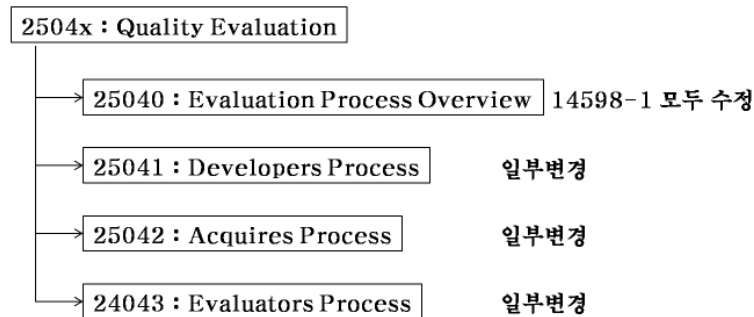 2504x : Quality Evaluation
25040 : Evaluation Process Overview 14598-1 모두 수정
25041 : Developers Process 일부변경
25042 : Acquires Process 일부변경
24043 : Evaluators Process 일부변경